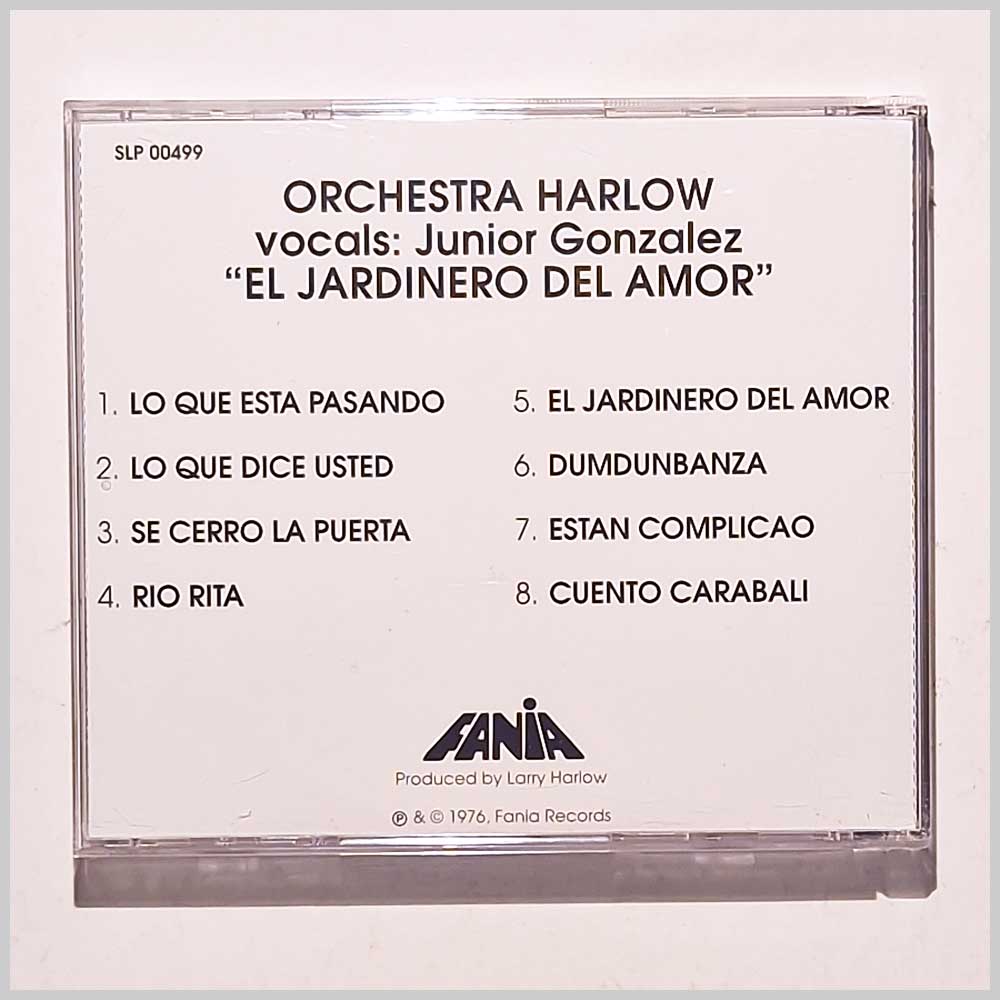 SLP 00499
ORCHESTRA HARLOW
vocals: Junior Gonzalez
“EL JARDINERO DEL AMOR”
1. LO QUE ESTA PASANDO
2. LO QUE DICE USTED
3. SE CERRO LA PUERTA
4. RIO RITA
5. EL JARDINERO DEL AMOR
6. DUMDUNBANZA
7. ESTAN COMPLICAO
8. CUENTO CARABALI
FANIA
Produced by Larry Harlow
℗ & © 1976, Fania Records